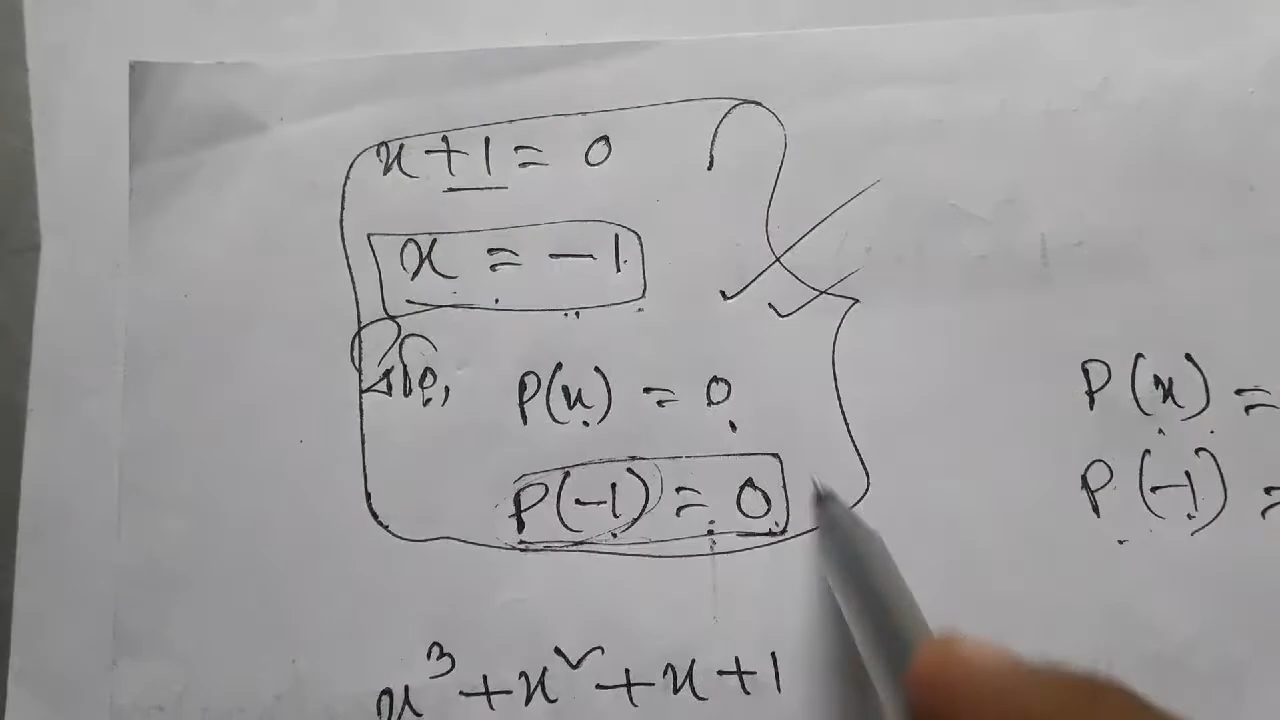 x + 1 = 0
x = -1
P(x) = 0
P(-1) = 0
x³ + x² + x + 1
P(x) =
P(-1) =